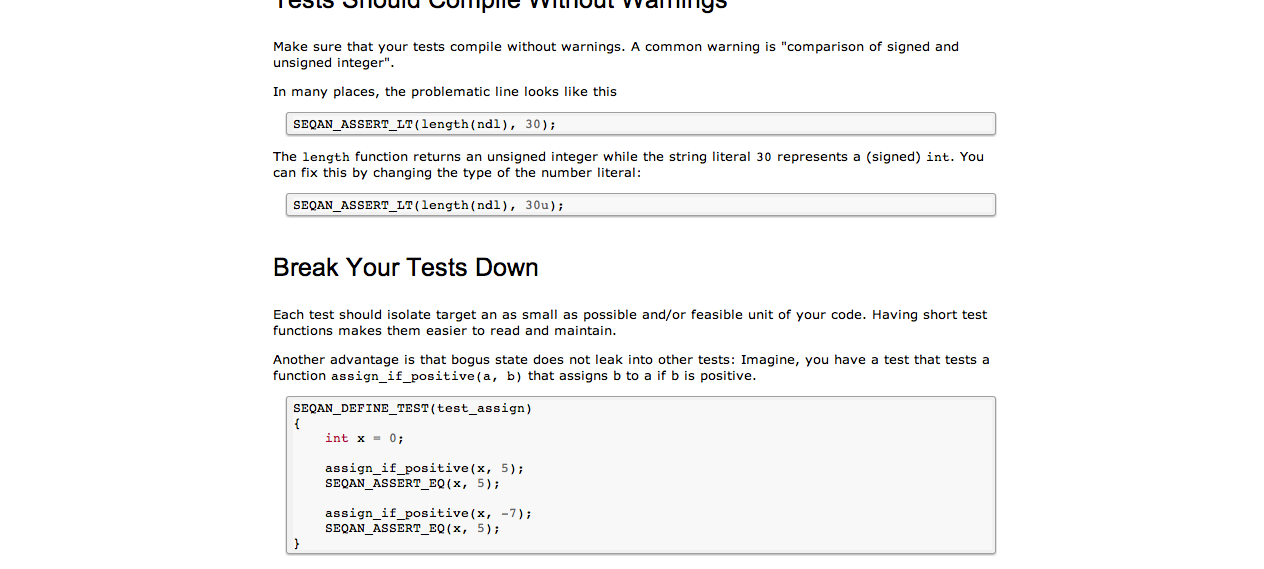 Tests Should Compile Without Warnings
Make sure that your tests compile without warnings. A common warning is "comparison of signed and
unsigned integer".
In many places, the problematic line looks like this
SEQAN_ASSERT_LT(length(ndl), 30);
The length function returns an unsigned integer while the string literal 30 represents a (signed) int. You
can fix this by changing the type of the number literal:
SEQAN_ASSERT_LT(length(ndl), 30u);
Break Your Tests Down
Each test should isolate target an as small as possible and/or feasible unit of your code. Having short test
functions makes them easier to read and maintain.
Another advantage is that bogus state does not leak into other tests: Imagine, you have a test that tests a
function assign_if_positive(a, b) that assigns b to a if b is positive.
SEQAN_DEFINE_TEST(test_assign)
{
    int x = 0;
    assign_if_positive(x, 5);
    SEQAN_ASSERT_EQ(x, 5);
    assign_if_positive(x, -7);
    SEQAN_ASSERT_EQ(x, 5);
}